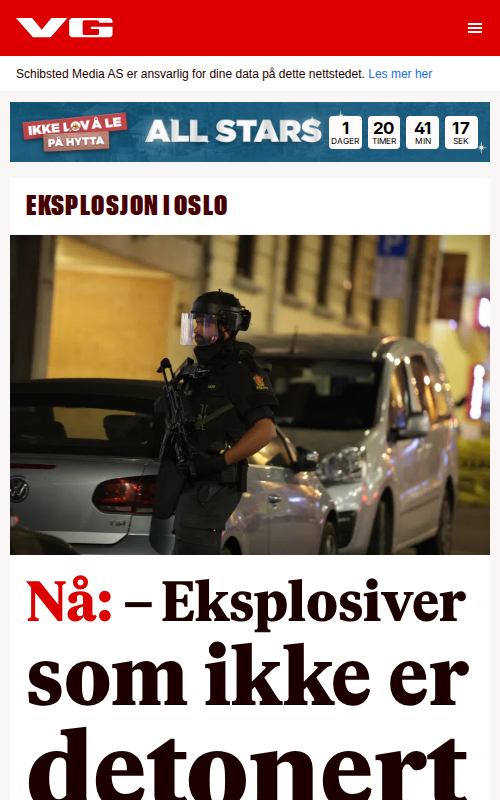 VG
Schibsted Media AS er ansvarlig for dine data på dette nettstedet. Les mer her
IKKE LOV Å LE
PÅ HYTTA
ALL STARS
1 20 41 17
DAGER TIMER MIN SEK
EKSPLOSJON I OSLO
P
TSI
Nå: – Eksplosiver
som ikke er
detonert